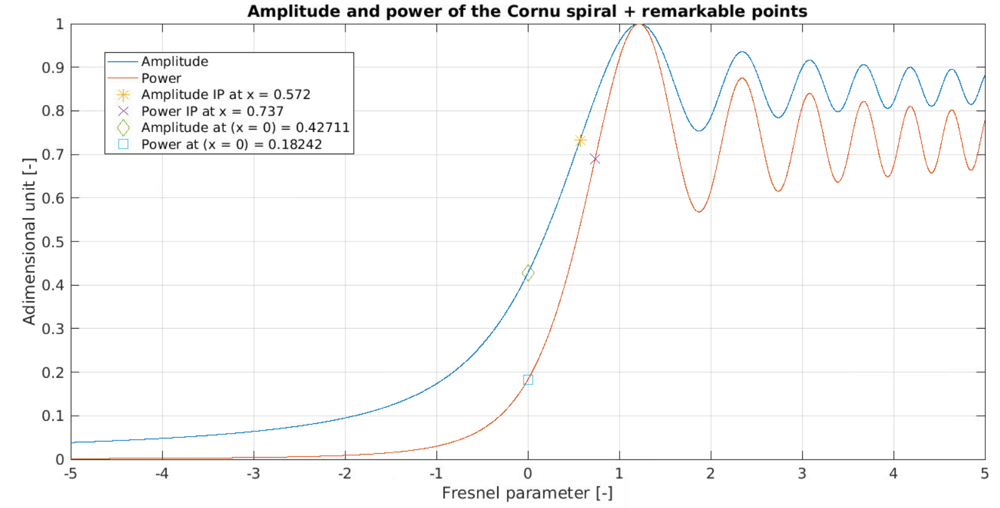 Amplitude and power of the Cornu spiral + remarkable points
Amplitude
Power
Amplitude IP at x = 0.572
Power IP at x = 0.737
Amplitude at (x = 0) = 0.42711
Power at (x = 0) = 0.18242
Adimensional unit [-]
1
0.9
0.8
0.7
0.6
0.5
0.4
0.3
0.2
0.1
0
-5 -4 -3 -2 -1 0 1 2 3 4 5
Fresnel parameter [-]